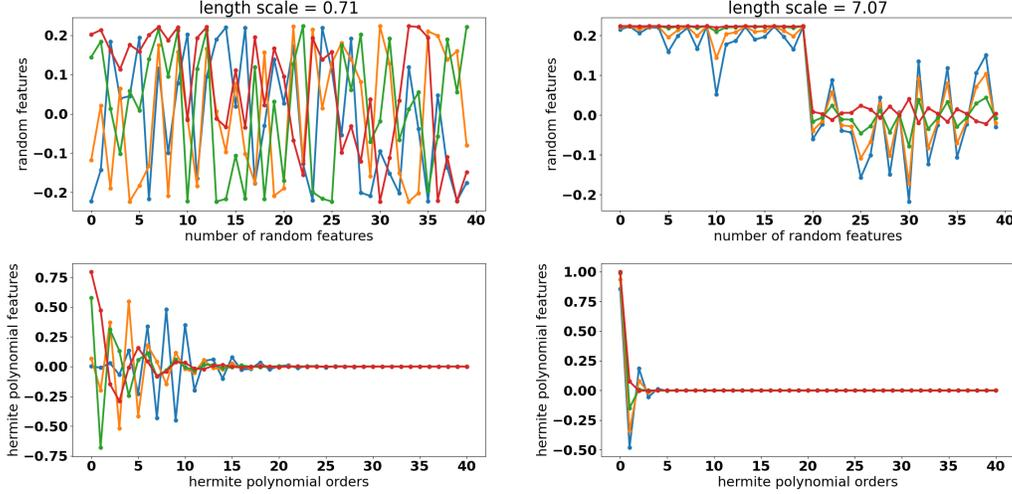 length scale = 0.71
random features
0.2
0.1
0.0
−0.1
−0.2
0 5 10 15 20 25 30 35 40
number of random features
length scale = 7.07
random features
0.2
0.1
0.0
−0.1
−0.2
0 5 10 15 20 25 30 35 40
number of random features
hermite polynomial features
0.75
0.50
0.25
0.00
−0.25
−0.50
−0.75
0 5 10 15 20 25 30 35 40
hermite polynomial orders
hermite polynomial features
1.00
0.75
0.50
0.25
0.00
−0.25
−0.50
0 5 10 15 20 25 30 35 40
hermite polynomial orders